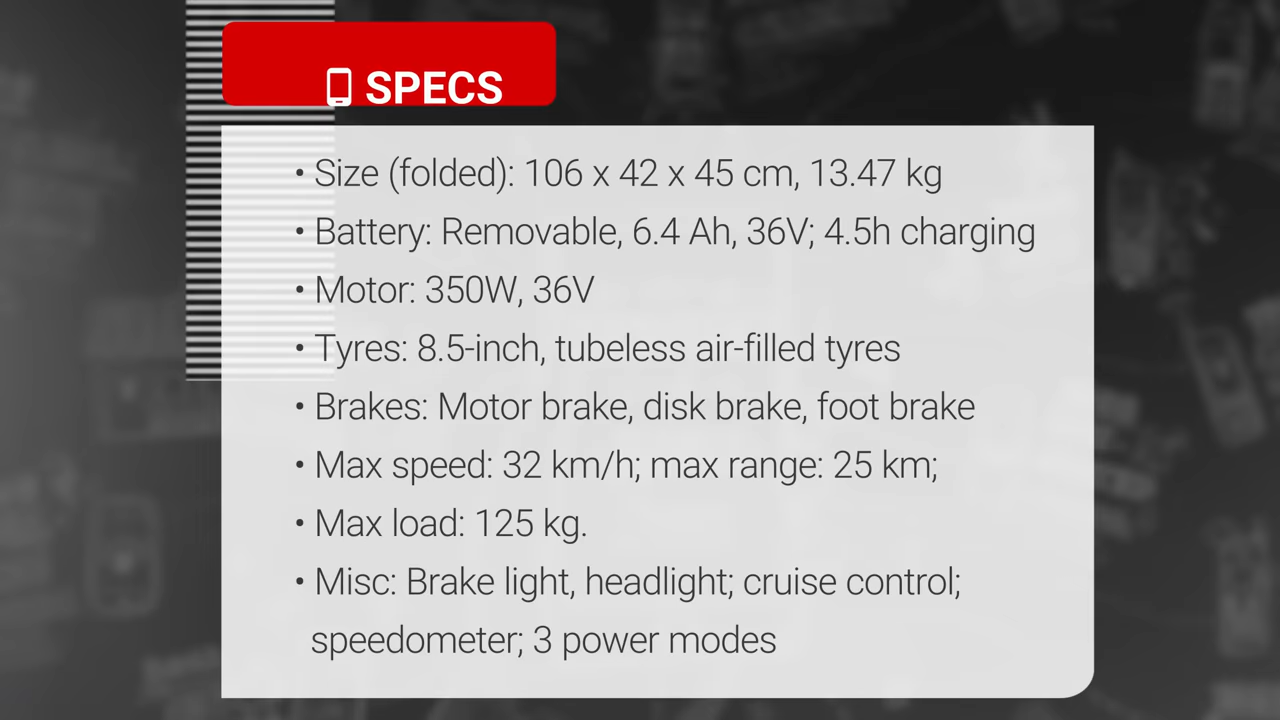 SPECS
• Size (folded): 106 x 42 x 45 cm, 13.47 kg
• Battery: Removable, 6.4 Ah, 36V; 4.5h charging
• Motor: 350W, 36V
• Tyres: 8.5-inch, tubeless air-filled tyres
• Brakes: Motor brake, disk brake, foot brake
• Max speed: 32 km/h; max range: 25 km;
• Max load: 125 kg.
• Misc: Brake light, headlight; cruise control;
speedometer; 3 power modes